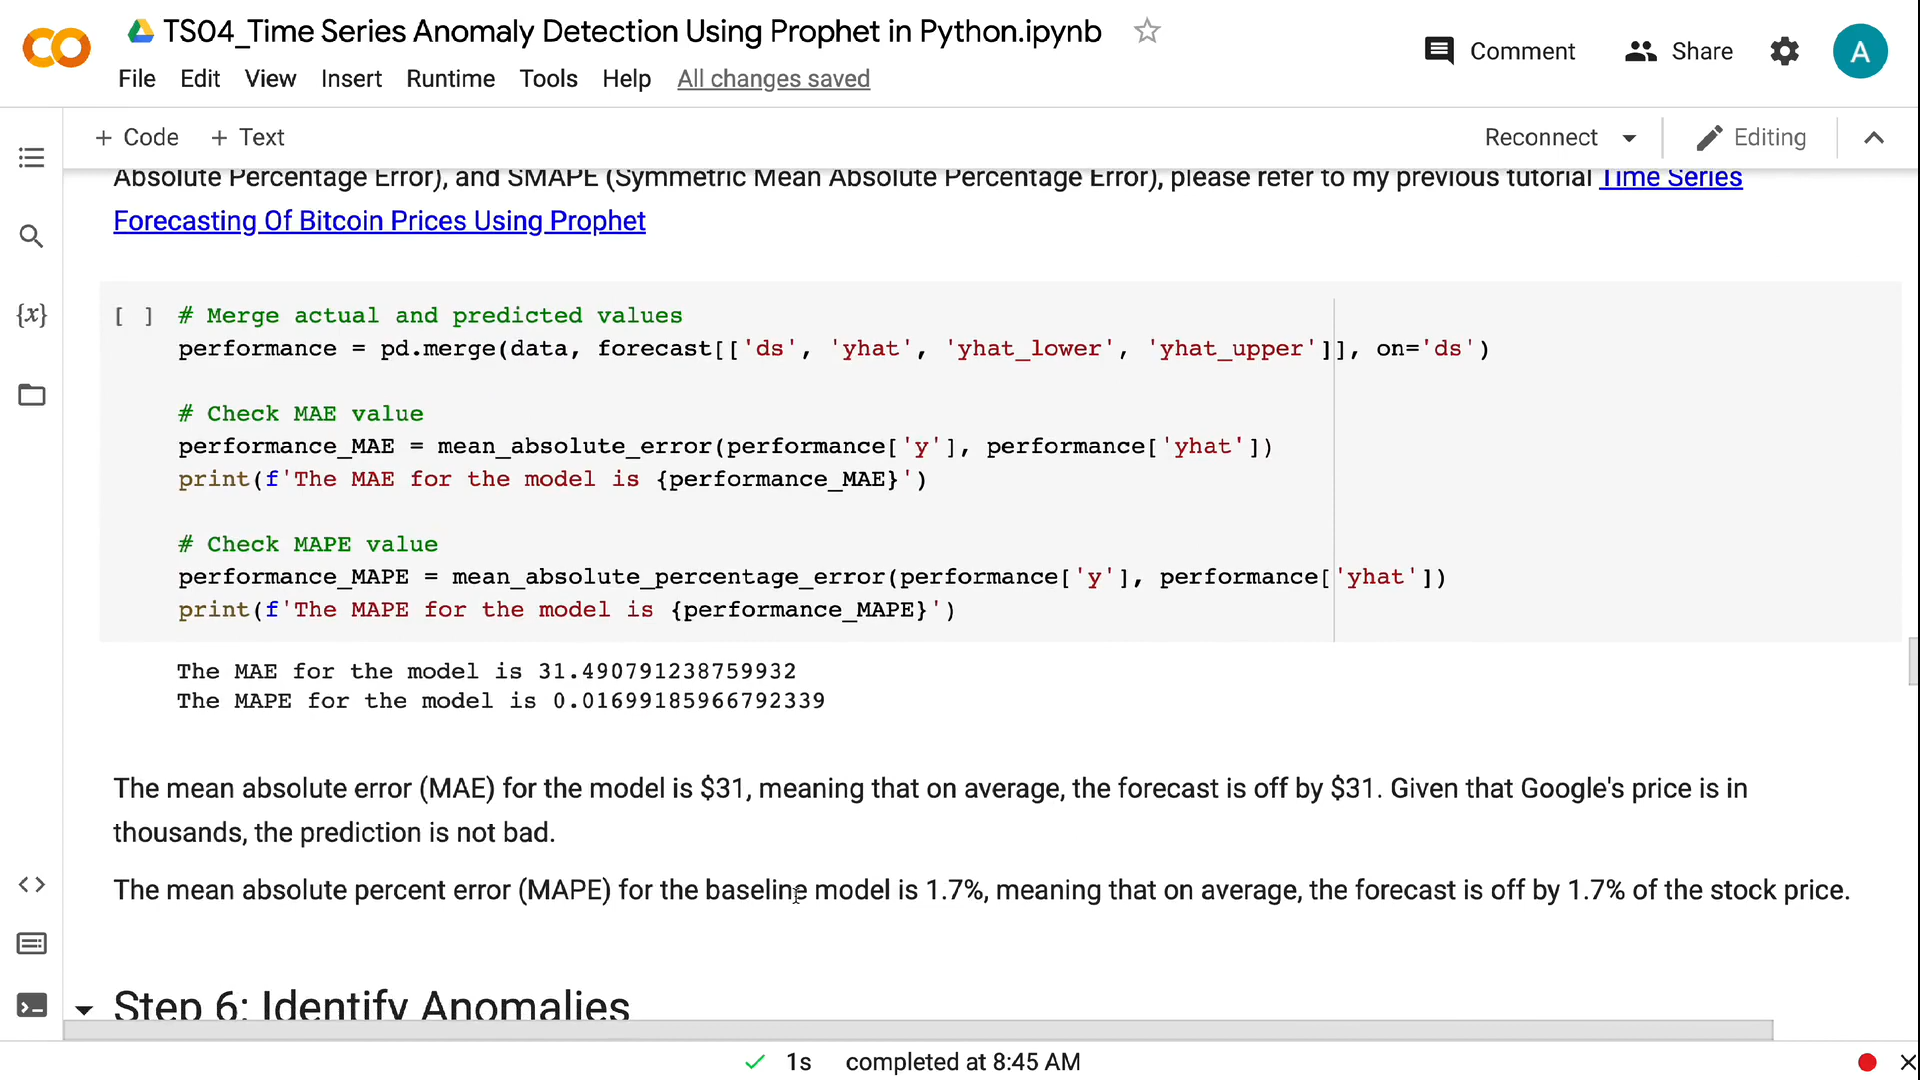 TS04_Time Series Anomaly Detection Using Prophet in Python.ipynb
Comment
Share
A
File Edit View Insert Runtime Tools Help All changes saved
+ Code + Text
Reconnect
Editing
Absolute Percentage Error), and SMAPE (Symmetric Mean Absolute Percentage Error), please refer to my previous tutorial Time Series
Forecasting Of Bitcoin Prices Using Prophet
{x}
[ ] # Merge actual and predicted values
performance = pd.merge(data, forecast[['ds', 'yhat', 'yhat_lower', 'yhat_upper']], on='ds')
# Check MAE value
performance_MAE = mean_absolute_error(performance['y'], performance['yhat'])
print(f'The MAE for the model is {performance_MAE}')
# Check MAPE value
performance_MAPE = mean_absolute_percentage_error(performance['y'], performance['yhat'])
print(f'The MAPE for the model is {performance_MAPE}')
The MAE for the model is 31.490791238759932
The MAPE for the model is 0.01699185966792339
The mean absolute error (MAE) for the model is $31, meaning that on average, the forecast is off by $31. Given that Google's price is in
thousands, the prediction is not bad.
The mean absolute percent error (MAPE) for the baseline model is 1.7%, meaning that on average, the forecast is off by 1.7% of the stock price.
Step 6: Identify Anomalies
1s completed at 8:45 AM